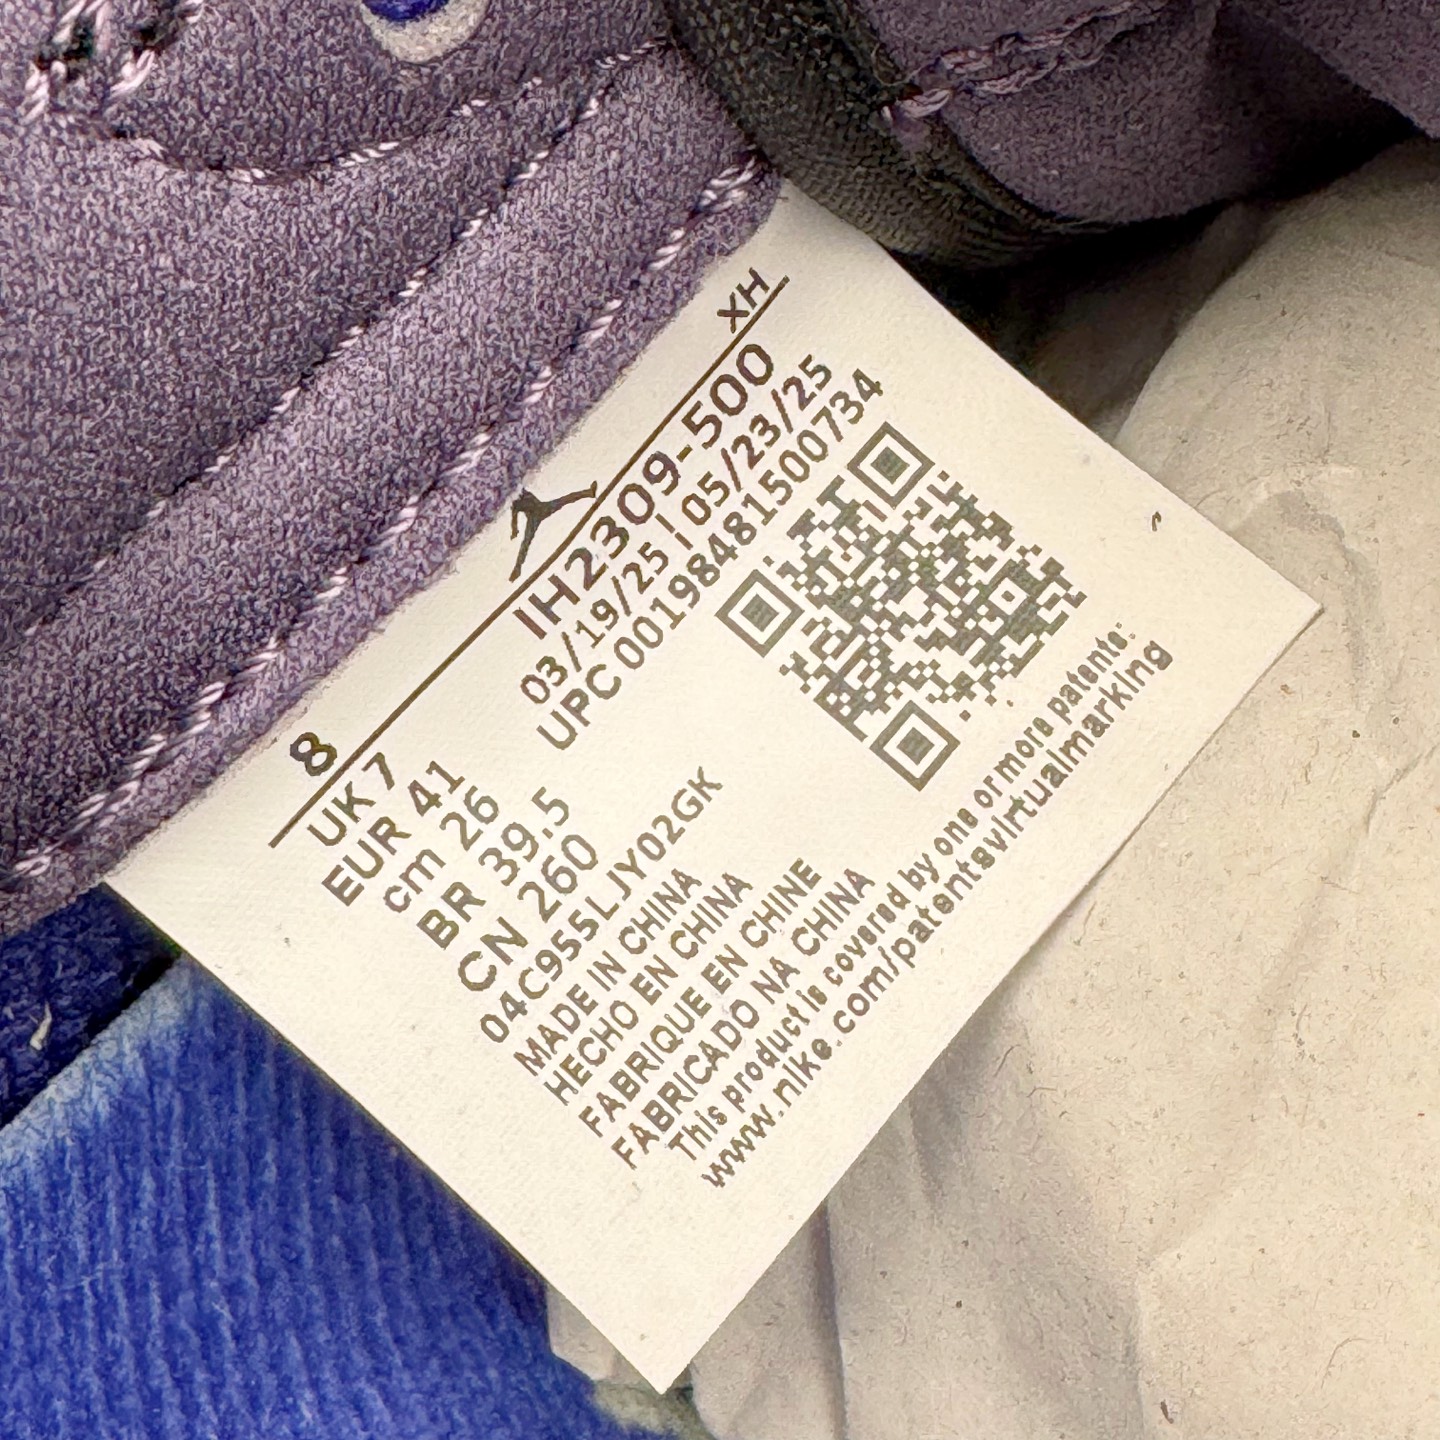 8
XH
UK 7
EUR 41
cm 26
BR 39.5
CN 260
IH2309-500
03/19/25 | 05/23/25
UPC 00198481500734
04C955LJY02GK
MADE IN CHINA
HECHO EN CHINA
FABRIQUE EN CHINE
FABRICADO NA CHINA
This product is covered by one or more patents:
www.nike.com/patentsvirtualmarking